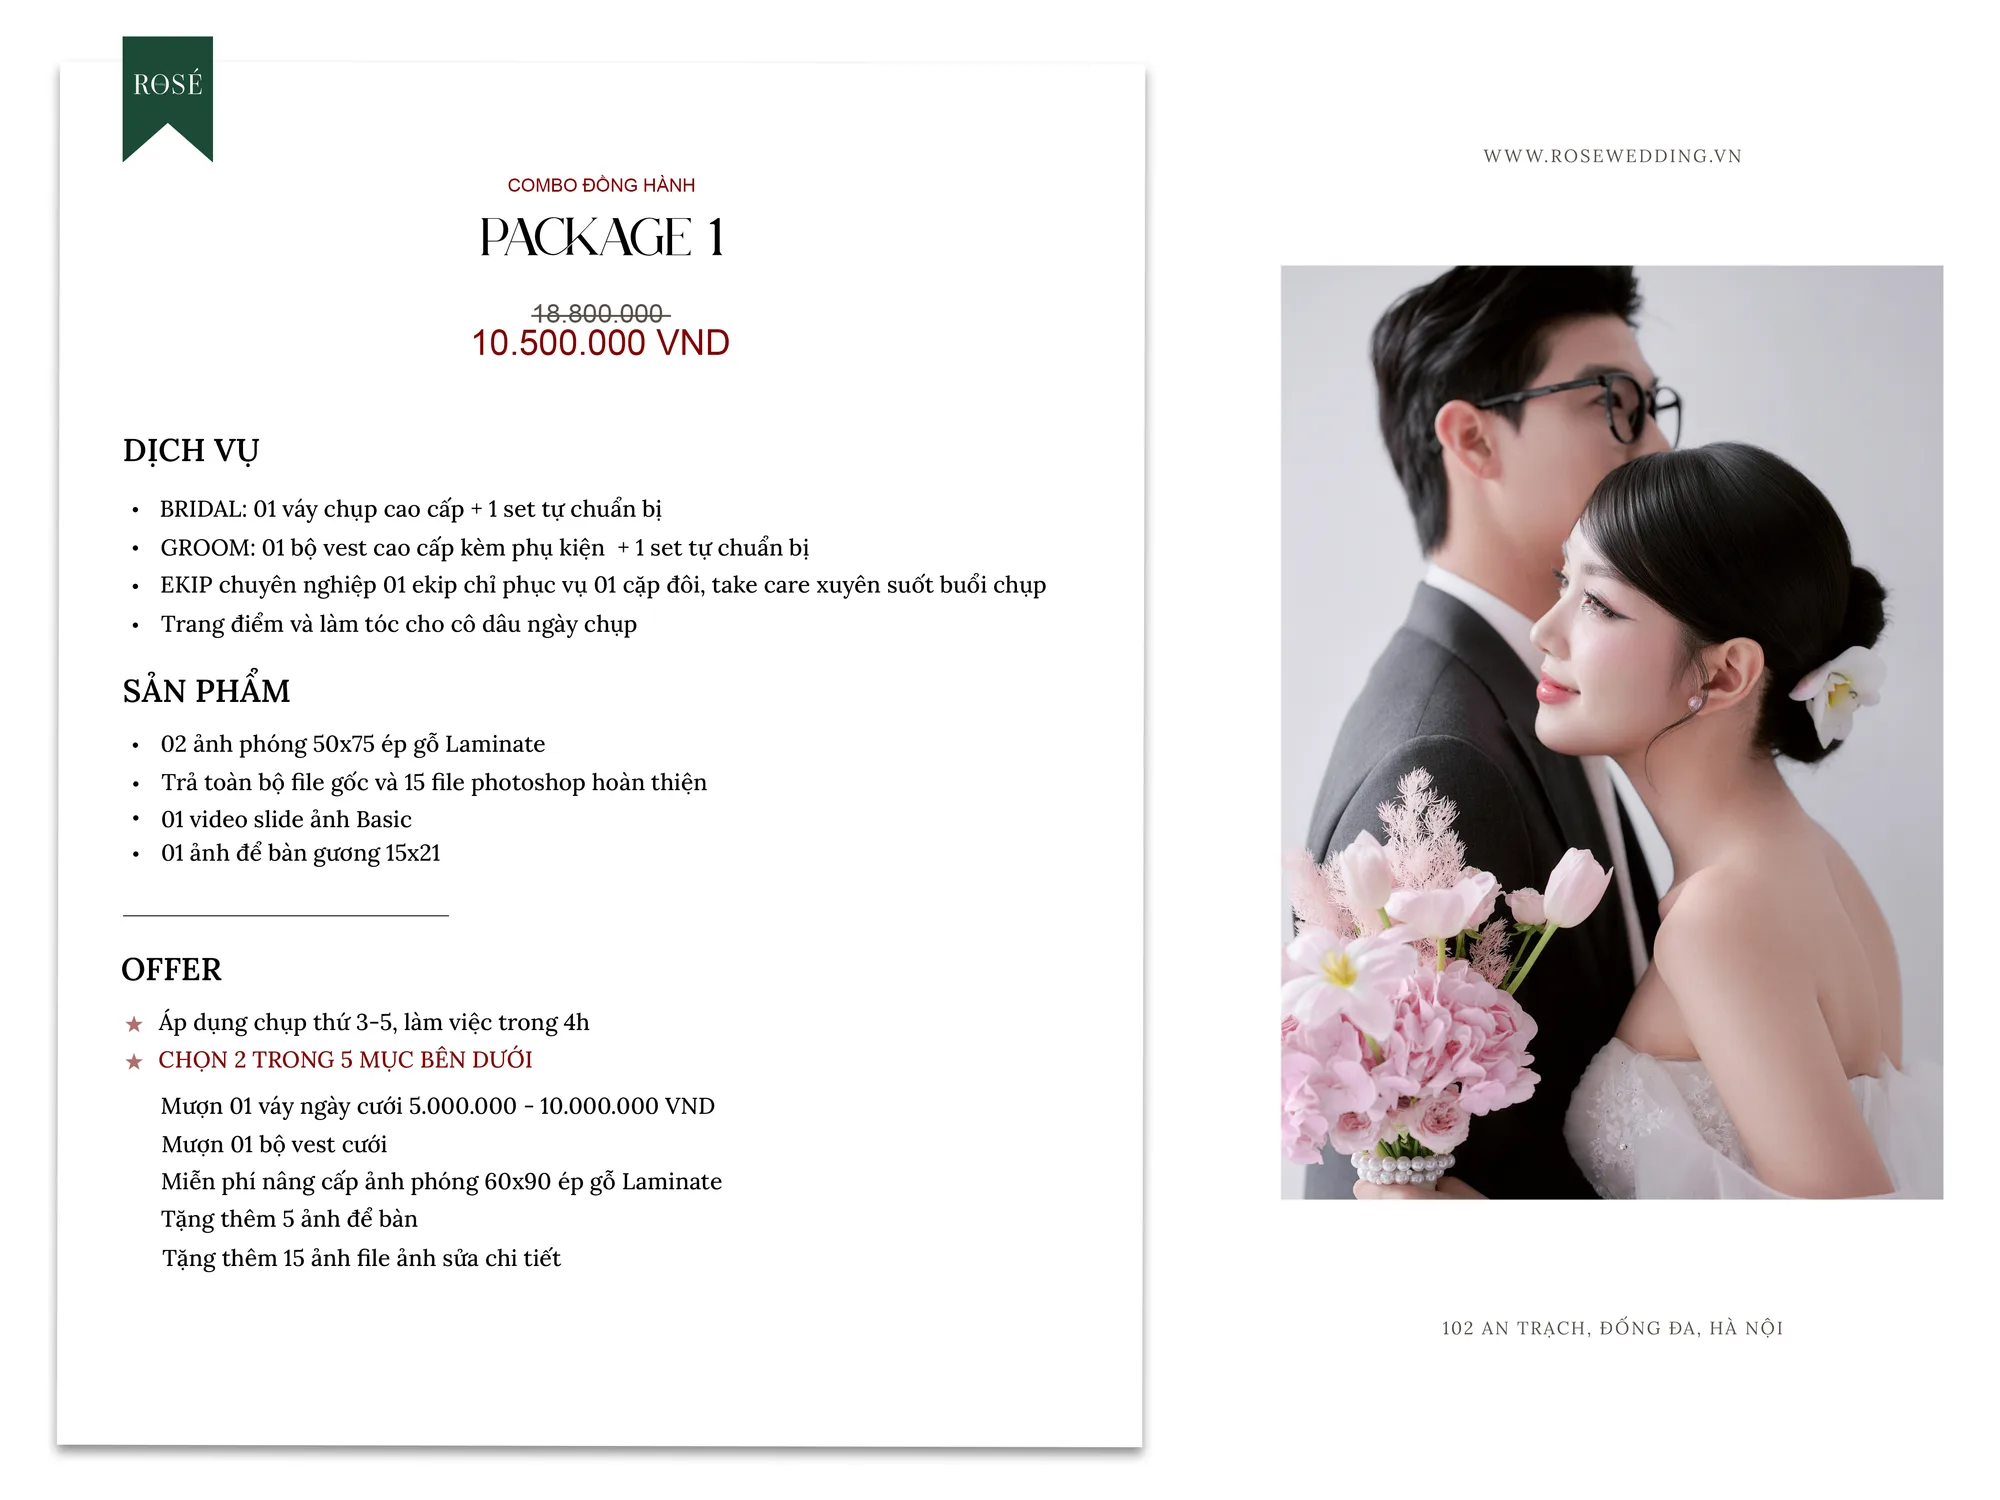 ROSÉ
COMBO ĐỒNG HÀNH
PACKAGE 1
18.800.000
10.500.000 VND
DỊCH VỤ
• BRIDAL: 01 váy chụp cao cấp + 1 set tự chuẩn bị
• GROOM: 01 bộ vest cao cấp kèm phụ kiện + 1 set tự chuẩn bị
• EKIP chuyên nghiệp 01 ekip chỉ phục vụ 01 cặp đôi, take care xuyên suốt buổi chụp
• Trang điểm và làm tóc cho cô dâu ngày chụp
SẢN PHẨM
• 02 ảnh phóng 50x75 ép gỗ Laminate
• Trả toàn bộ file gốc và 15 file photoshop hoàn thiện
• 01 video slide ảnh Basic
• 01 ảnh để bàn gương 15x21
OFFER
★ Áp dụng chụp thứ 3-5, làm việc trong 4h
★ CHỌN 2 TRONG 5 MỤC BÊN DƯỚI
Mượn 01 váy ngày cưới 5.000.000 - 10.000.000 VND
Mượn 01 bộ vest cưới
Miễn phí nâng cấp ảnh phóng 60x90 ép gỗ Laminate
Tặng thêm 5 ảnh để bàn
Tặng thêm 15 ảnh file ảnh sửa chi tiết
WWW.ROSEWEDDING.VN
102 AN TRẠCH, ĐỐNG ĐA, HÀ NỘI